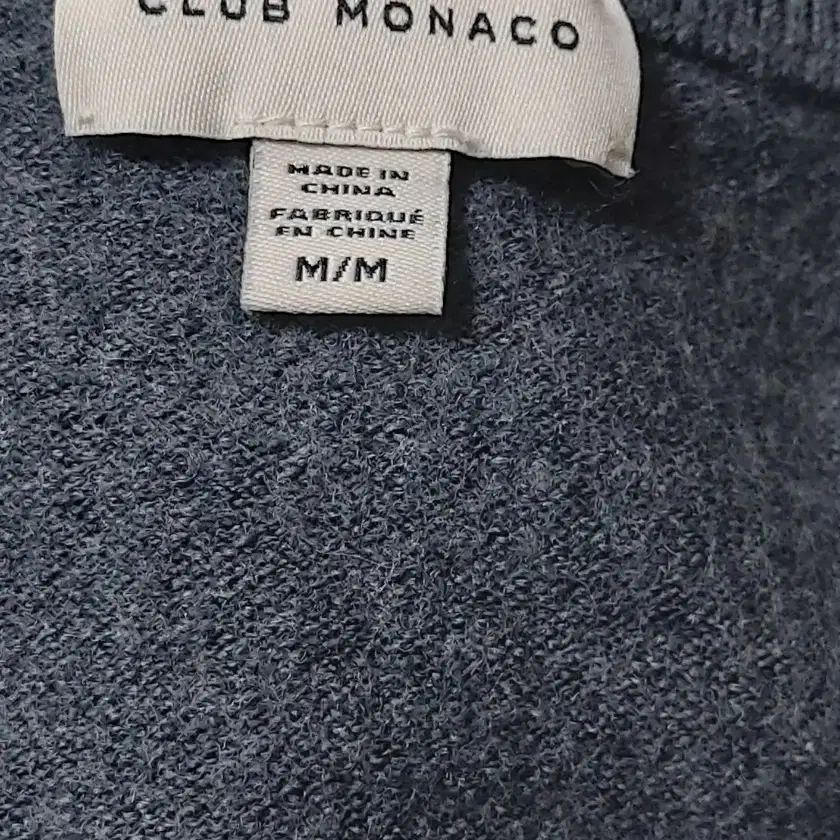 CLUB MONACO
MADE IN
CHINA
FABRIQUÉ
EN CHINE
M/M